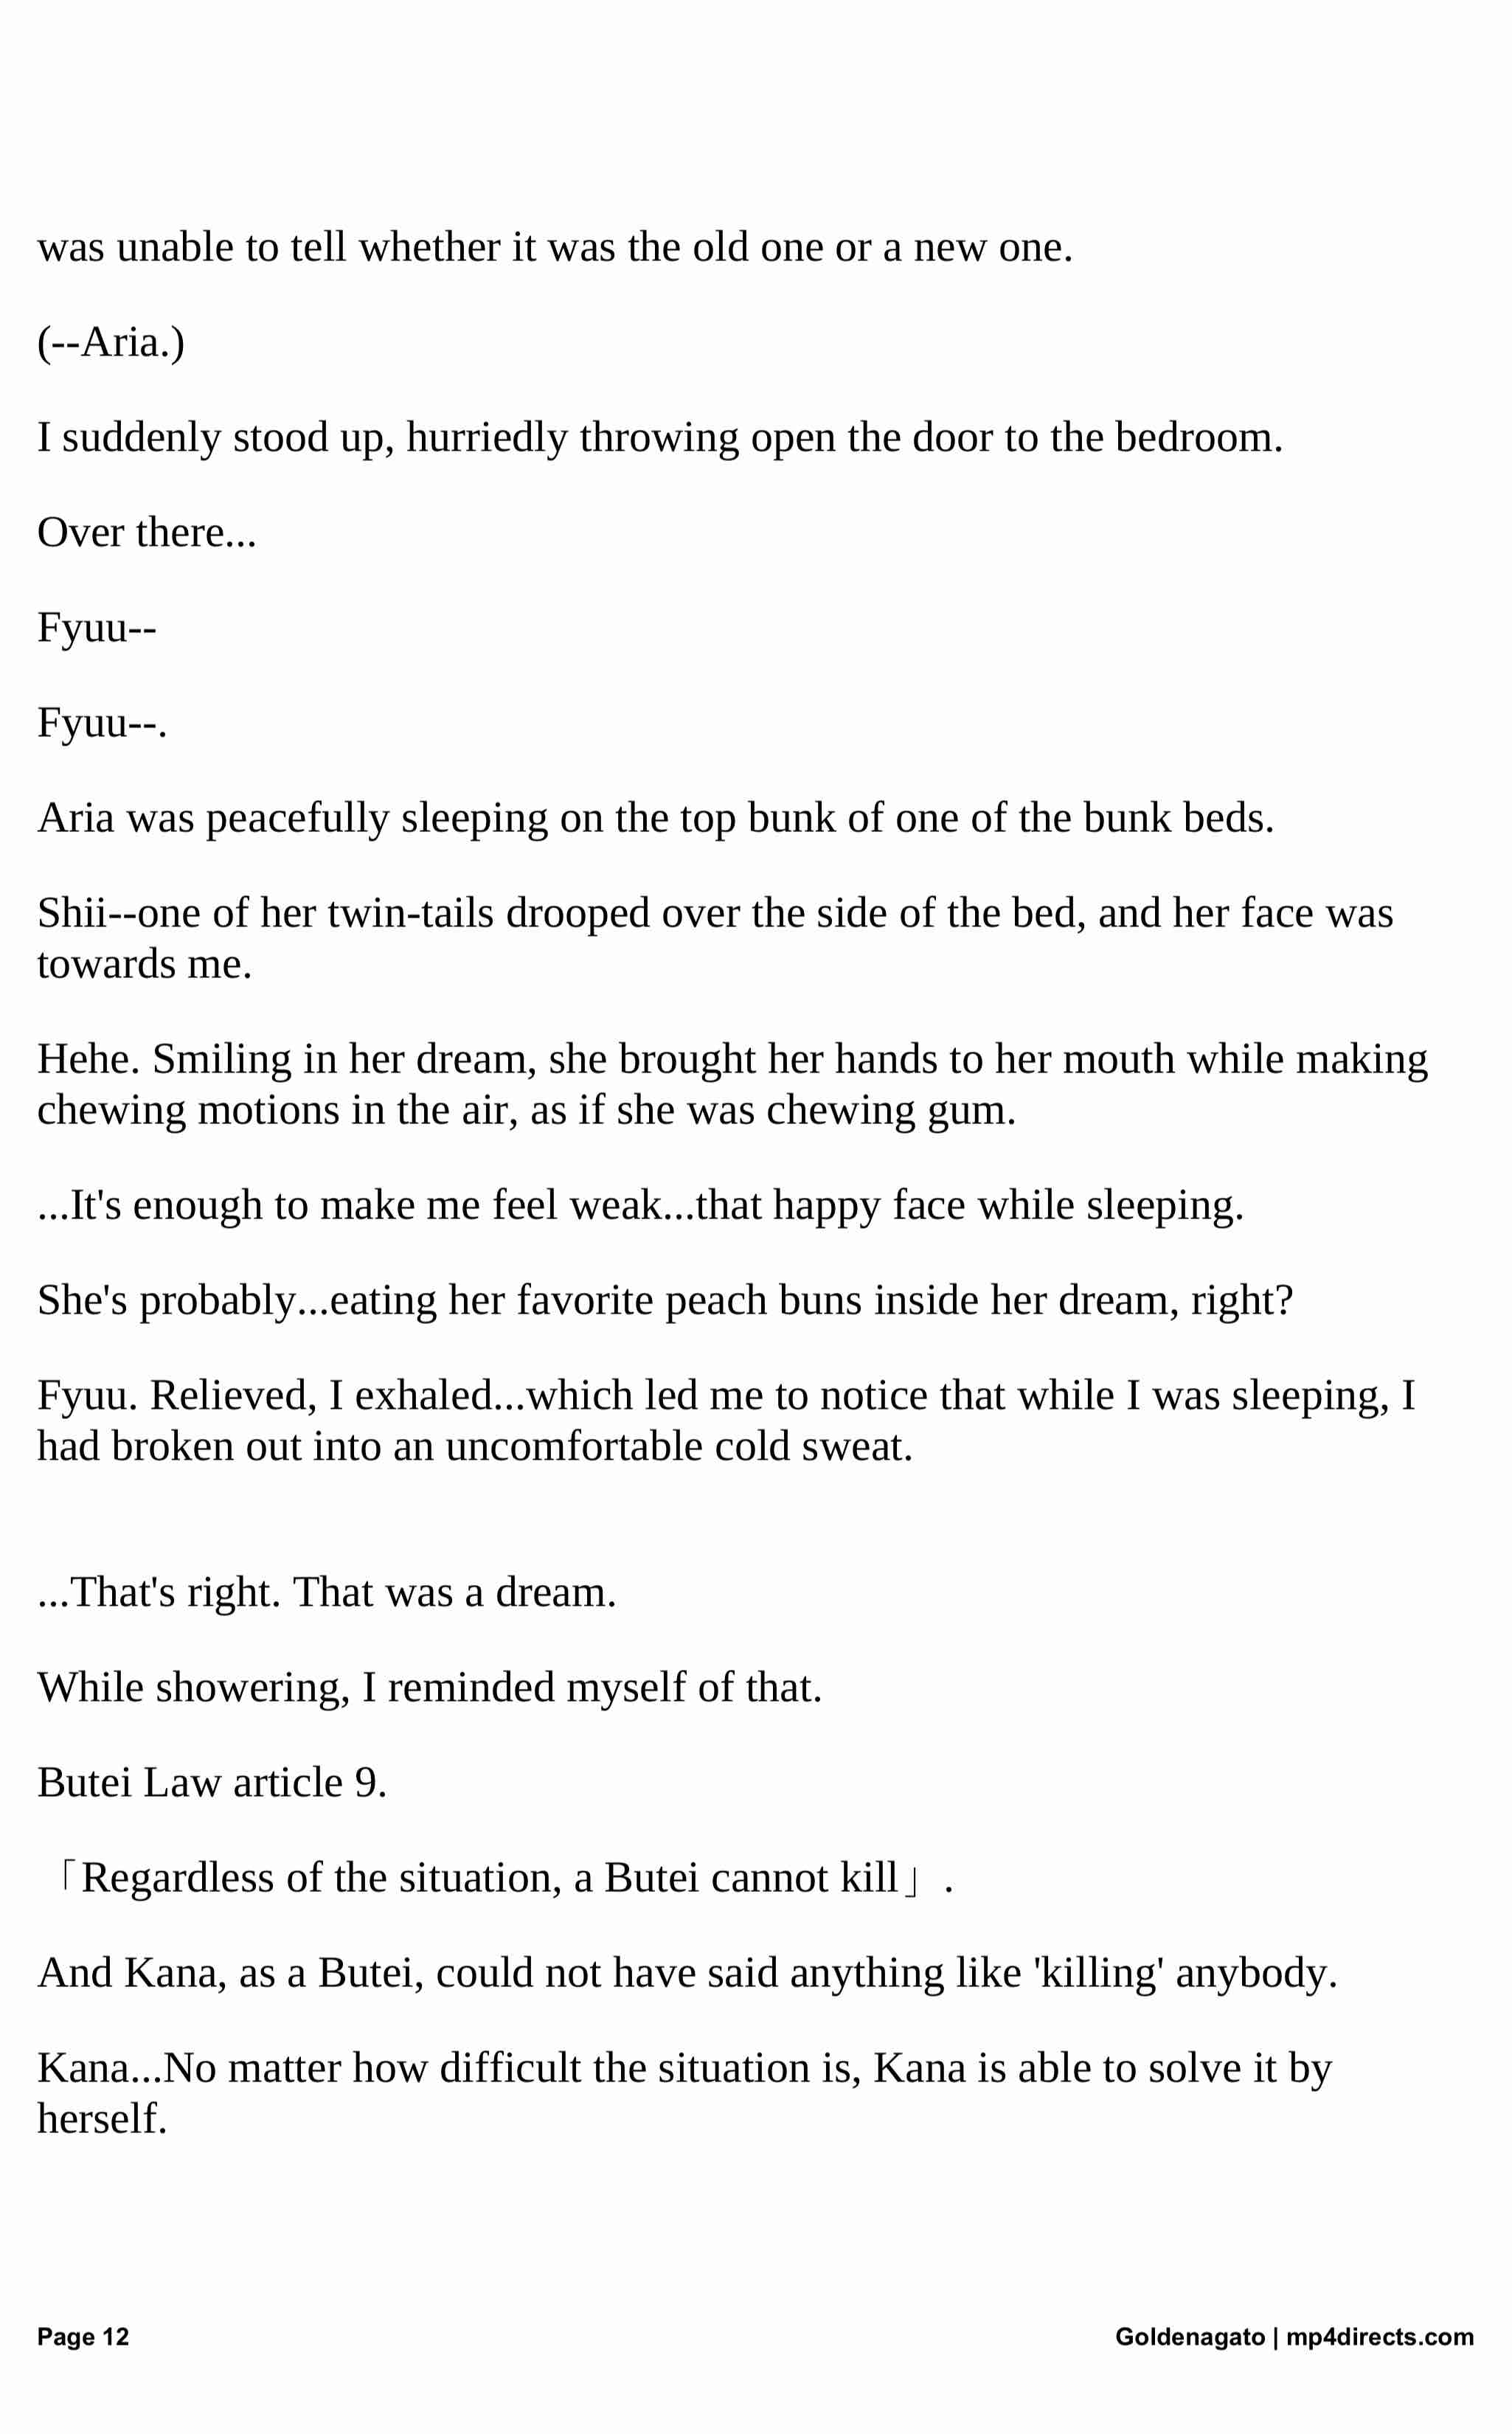 was unable to tell whether it was the old one or a new one.
(--Aria.)
I suddenly stood up, hurriedly throwing open the door to the bedroom.
Over there...
Fyuu--
Fyuu--.
Aria was peacefully sleeping on the top bunk of one of the bunk beds.
Shii--one of her twin-tails drooped over the side of the bed, and her face was
towards me.
Hehe. Smiling in her dream, she brought her hands to her mouth while making
chewing motions in the air, as if she was chewing gum.
...It's enough to make me feel weak...that happy face while sleeping.
She's probably...eating her favorite peach buns inside her dream, right?
Fyuu. Relieved, I exhaled...which led me to notice that while I was sleeping, I
had broken out into an uncomfortable cold sweat.
...That's right. That was a dream.
While showering, I reminded myself of that.
Butei Law article 9.
「Regardless of the situation, a Butei cannot kill」 .
And Kana, as a Butei, could not have said anything like 'killing' anybody.
Kana...No matter how difficult the situation is, Kana is able to solve it by
herself.
Page 12
Goldenagato | mp4directs.com